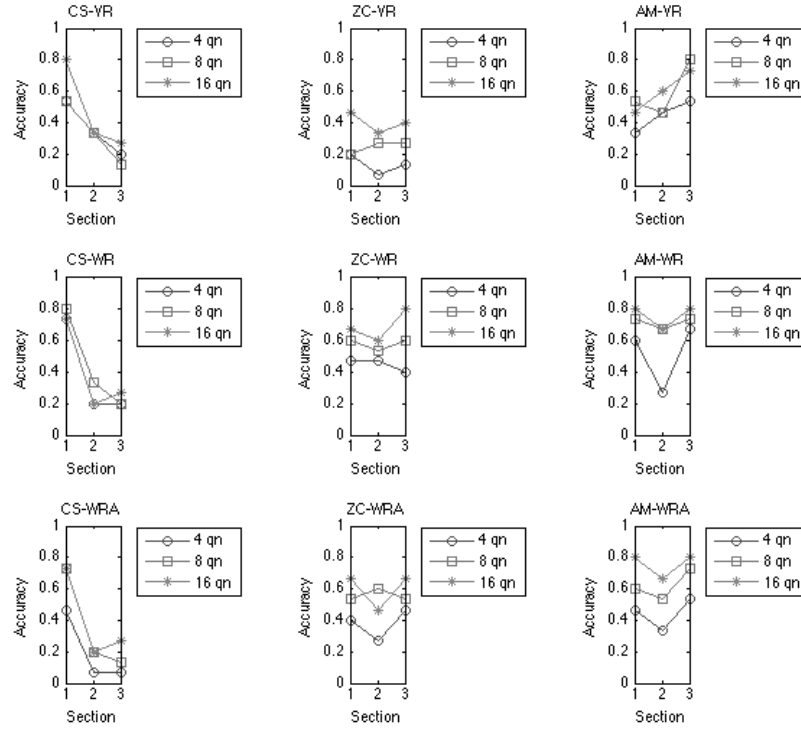 CS-VR
Accuracy
1
0.8
0.6
0.4
0.2
0
1 2 3
Section
4 qn
8 qn
16 qn
ZC-VR
Accuracy
1
0.8
0.6
0.4
0.2
0
1 2 3
Section
4 qn
8 qn
16 qn
AM-VR
Accuracy
1
0.8
0.6
0.4
0.2
0
1 2 3
Section
4 qn
8 qn
16 qn
CS-WR
Accuracy
1
0.8
0.6
0.4
0.2
0
1 2 3
Section
4 qn
8 qn
16 qn
ZC-WR
Accuracy
1
0.8
0.6
0.4
0.2
0
1 2 3
Section
4 qn
8 qn
16 qn
AM-WR
Accuracy
1
0.8
0.6
0.4
0.2
0
1 2 3
Section
4 qn
8 qn
16 qn
CS-WRA
Accuracy
1
0.8
0.6
0.4
0.2
0
1 2 3
Section
4 qn
8 qn
16 qn
ZC-WRA
Accuracy
1
0.8
0.6
0.4
0.2
0
1 2 3
Section
4 qn
8 qn
16 qn
AM-WRA
Accuracy
1
0.8
0.6
0.4
0.2
0
1 2 3
Section
4 qn
8 qn
16 qn